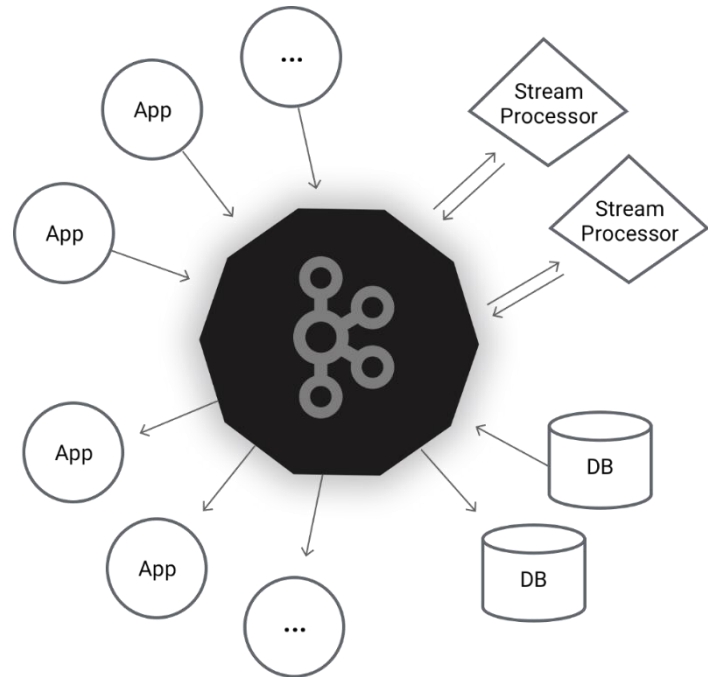 ...
App
App
Stream
Processor
Stream
Processor
App
App
...
DB
DB